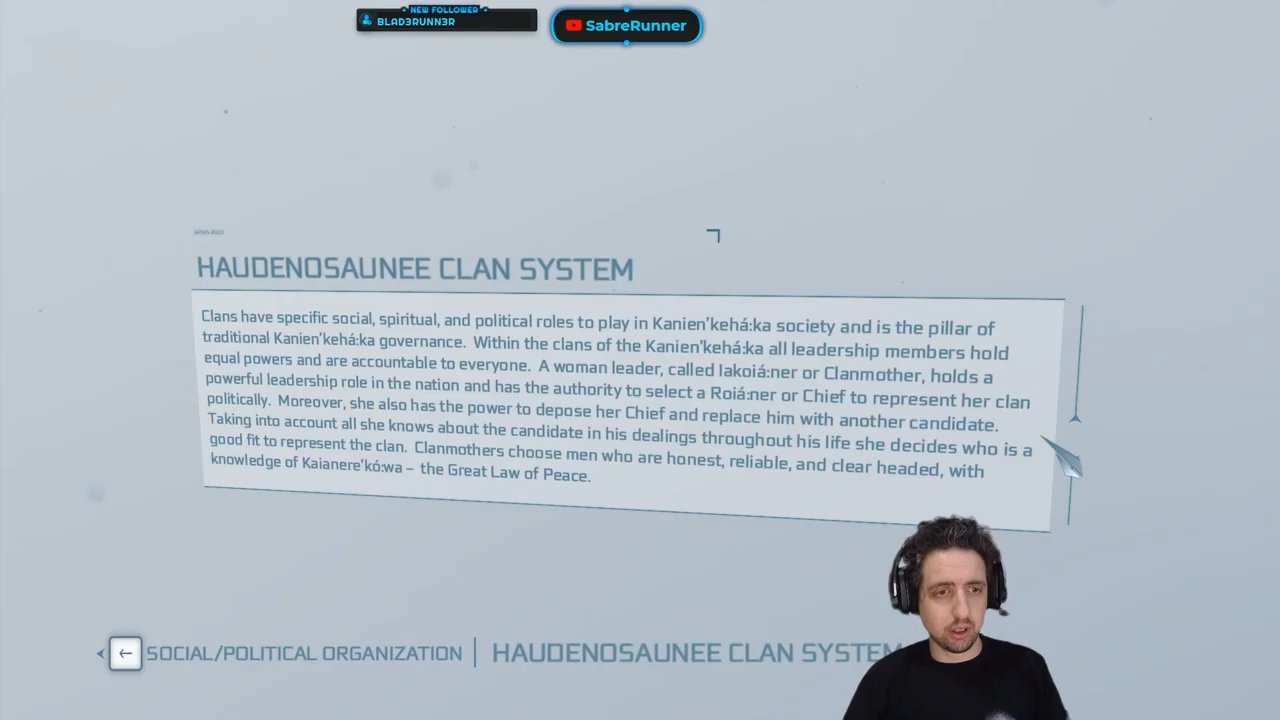 NEW FOLLOWER
BLAD3RUNN3R
SabreRunner
HAUDENOSAUNEE CLAN SYSTEM
Clans have specific social, spiritual, and political roles to play in Kanien'kehá:ka society and is the pillar of
traditional Kanien'kehá:ka governance. Within the clans of the Kanien'kehá:ka all leadership members hold
equal powers and are accountable to everyone. A woman leader, called Iakoiá:ner or Clanmother, holds a
powerful leadership role in the nation and has the authority to select a Roiá:ner or Chief to represent her clan
politically. Moreover, she also has the power to depose her Chief and replace him with another candidate.
Taking into account all she knows about the candidate in his dealings throughout his life she decides who is a
good fit to represent the clan. Clanmothers choose men who are honest, reliable, and clear headed, with
knowledge of Kaianere'kó:wa – the Great Law of Peace.
SOCIAL/POLITICAL ORGANIZATION
HAUDENOSAUNEE CLAN SYSTEM